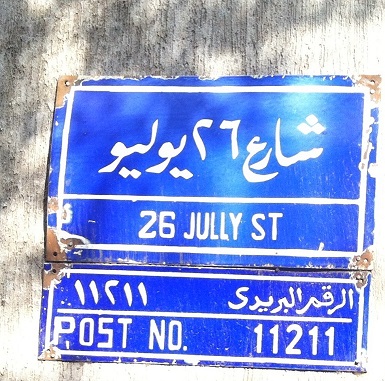 شارع ٢٦ يوليو
26 JULLY ST
الرقم البريدى ١١٢١١
POST NO. 11211